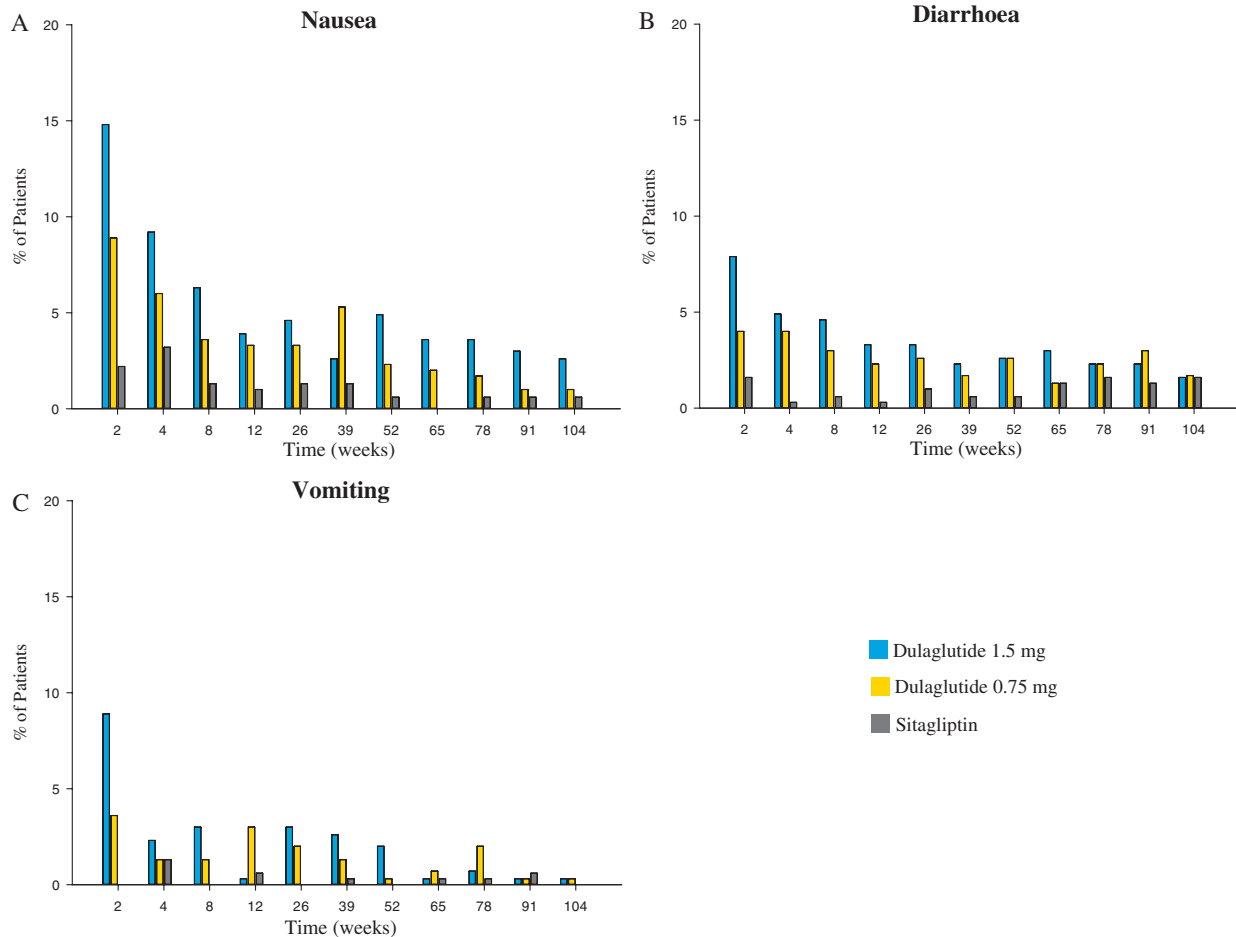 A
Nausea
20
15
10
5
0
% of Patients
2 4 8 12 26 39 52 65 78 91 104
Time (weeks)
B
Diarrhoea
20
15
10
5
0
% of Patients
2 4 8 12 26 39 52 65 78 91 104
Time (weeks)
C
Vomiting
20
15
10
5
0
% of Patients
2 4 8 12 26 39 52 65 78 91 104
Time (weeks)
Dulaglutide 1.5 mg
Dulaglutide 0.75 mg
Sitagliptin